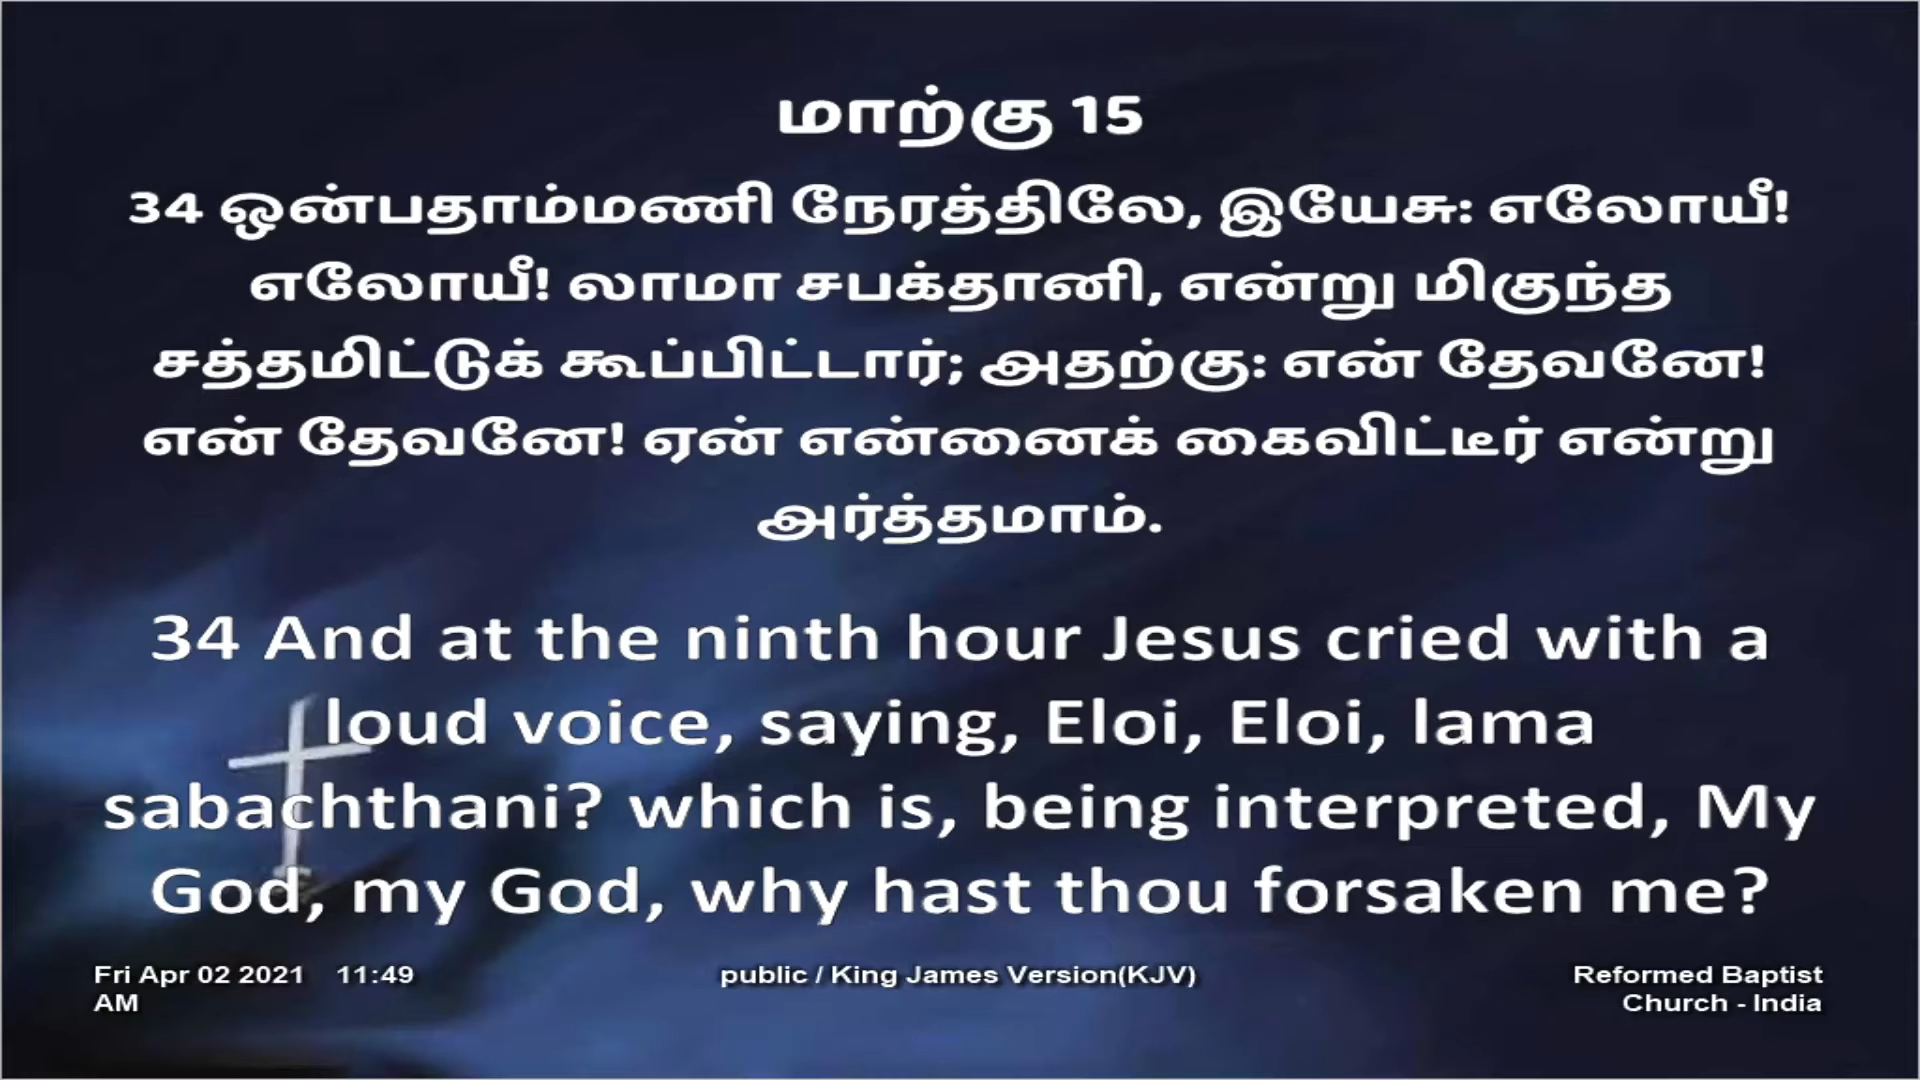 மாற்கு 15
34 ஒன்பதாம்மணி நேரத்திலே, இயேசு: எலோயீ!
எலோயீ! லாமா சபக்தானி, என்று மிகுந்த
சத்தமிட்டுக் கூப்பிட்டார்; அதற்கு: என் தேவனே!
என் தேவனே! ஏன் என்னைக் கைவிட்டீர் என்று
அர்த்தமாம்.
34 And at the ninth hour Jesus cried with a
loud voice, saying, Eloi, Eloi, lama
sabachthani? which is, being interpreted, My
God, my God, why hast thou forsaken me?
Fri Apr 02 2021 11:49
AM
public / King James Version(KJV)
Reformed Baptist
Church - India